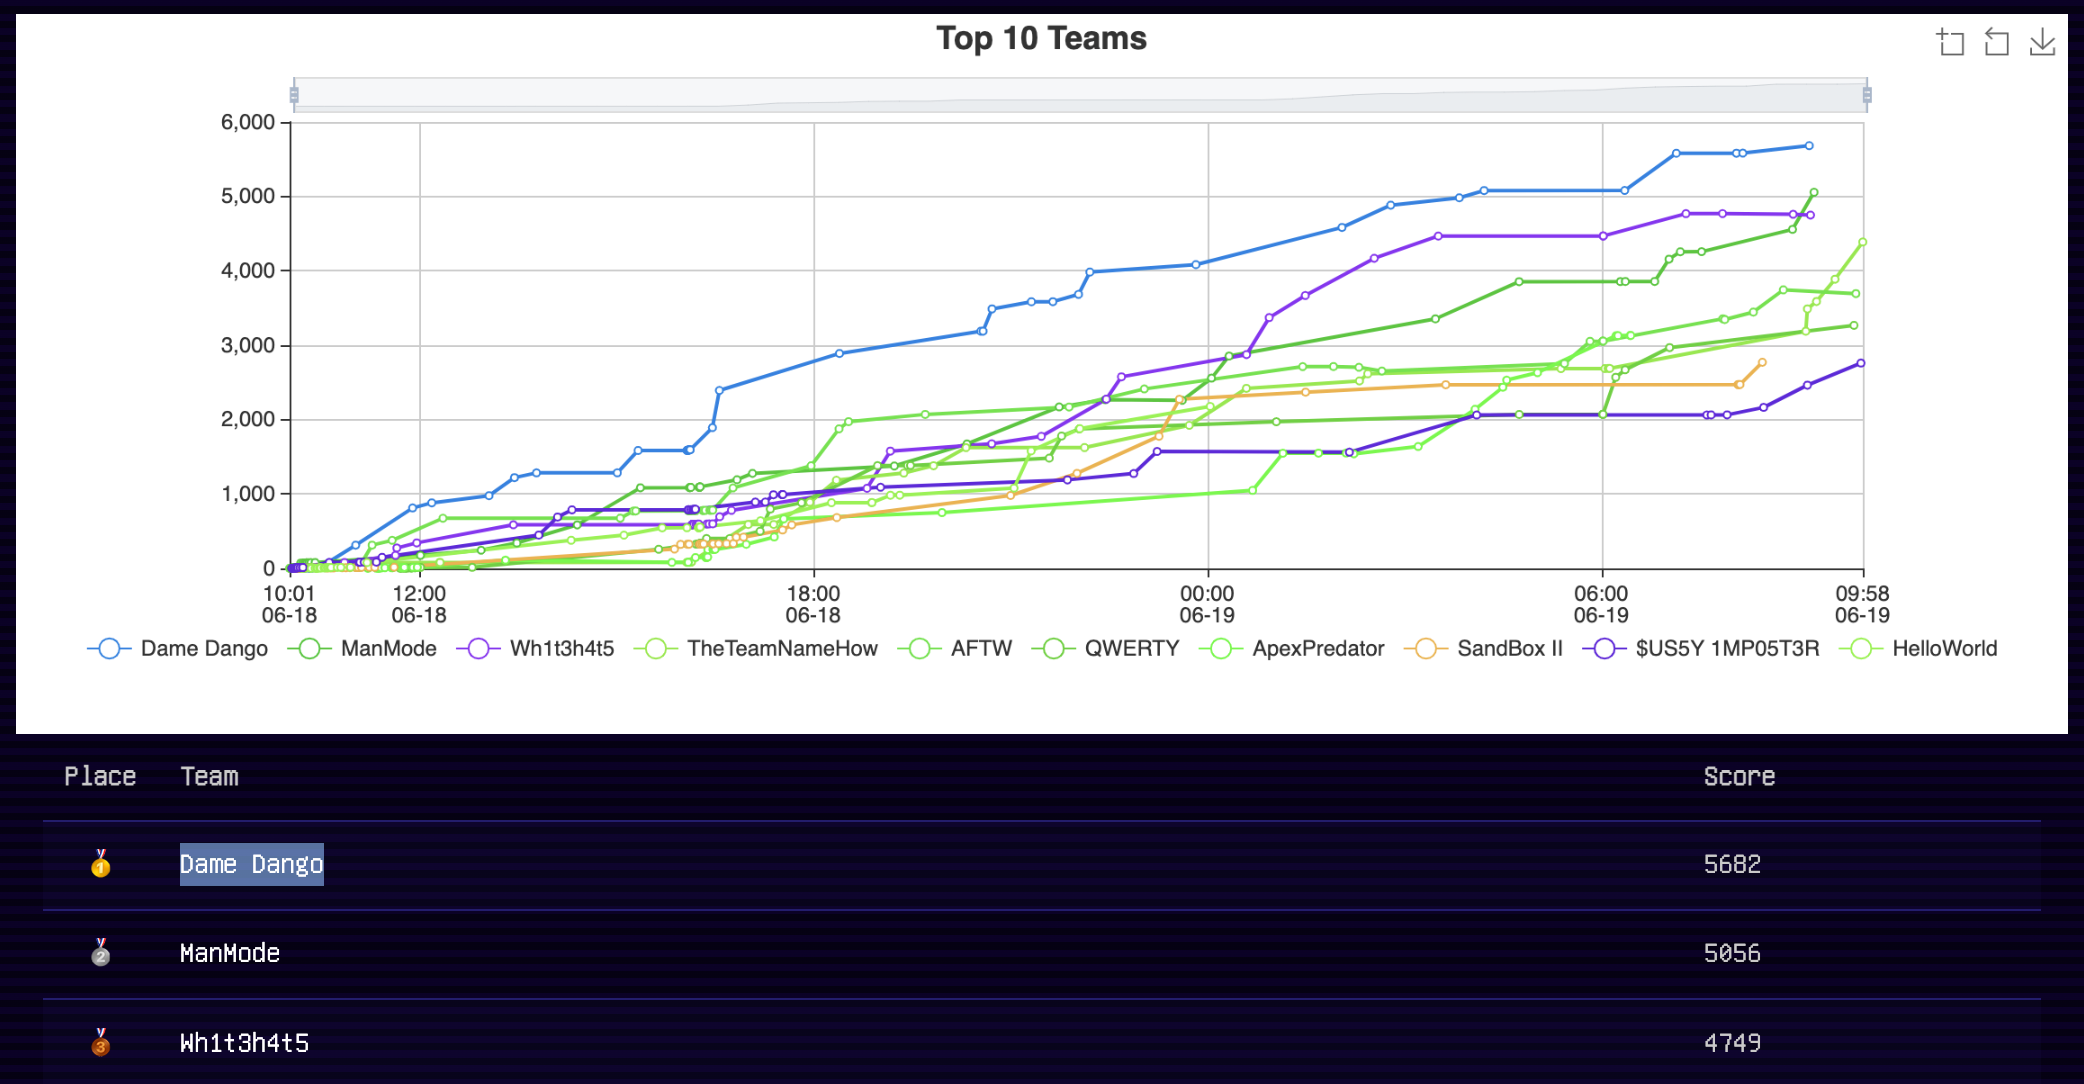 Top 10 Teams
6,000
5,000
4,000
3,000
2,000
1,000
0
10:01 12:00 18:00 00:00 06:00 09:58
06-18 06-18 06-18 06-19 06-19 06-19
Dame Dango ManMode Wh1t3h4t5 TheTeamNameHow AFTW QWERTY ApexPredator SandBox II $US5Y 1MP05T3R HelloWorld
Place Team Score
1 Dame Dango 5682
2 ManMode 5056
3 Wh1t3h4t5 4749